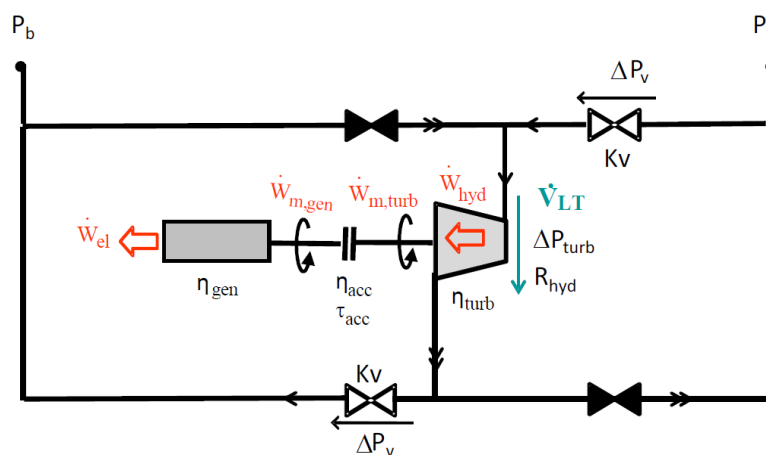 P_b
P
ΔP_v
Kv
Ẇ_m,gen
Ẇ_m,turb
Ẇ_hyd
V̇_LT
Ẇ_el
ΔP_turb
R_hyd
η_gen
η_acc
τ_acc
η_turb
Kv
ΔP_v